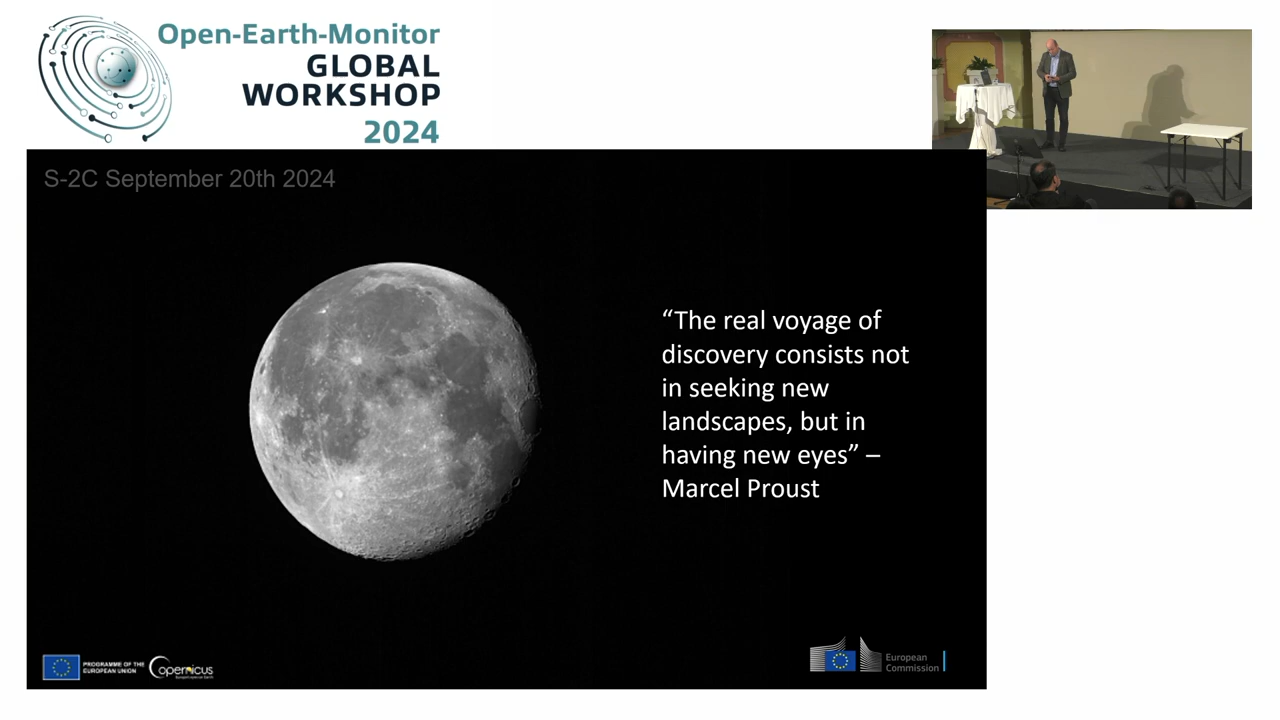 Open-Earth-Monitor
GLOBAL
WORKSHOP
2024
S-2C September 20th 2024
“The real voyage of
discovery consists not
in seeking new
landscapes, but in
having new eyes” –
Marcel Proust
PROGRAMME OF THE
EUROPEAN UNION
opernicus
European
Commission